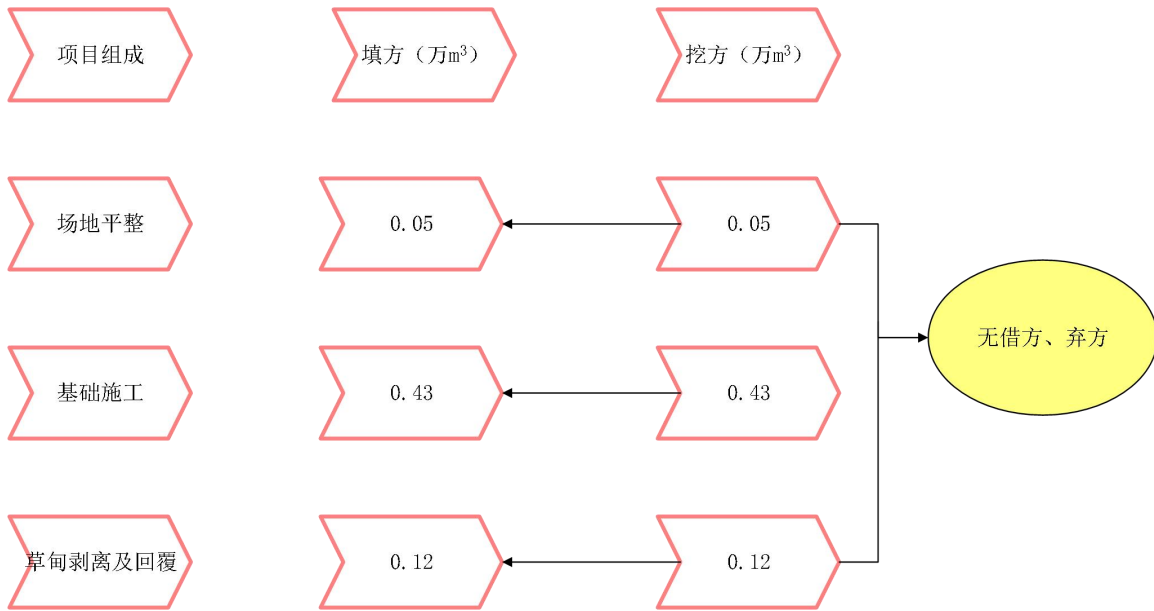 项目组成
填方（万m³）
挖方（万m³）
场地平整
0.05
0.05
无借方、弃方
基础施工
0.43
0.43
草甸剥离及回覆
0.12
0.12